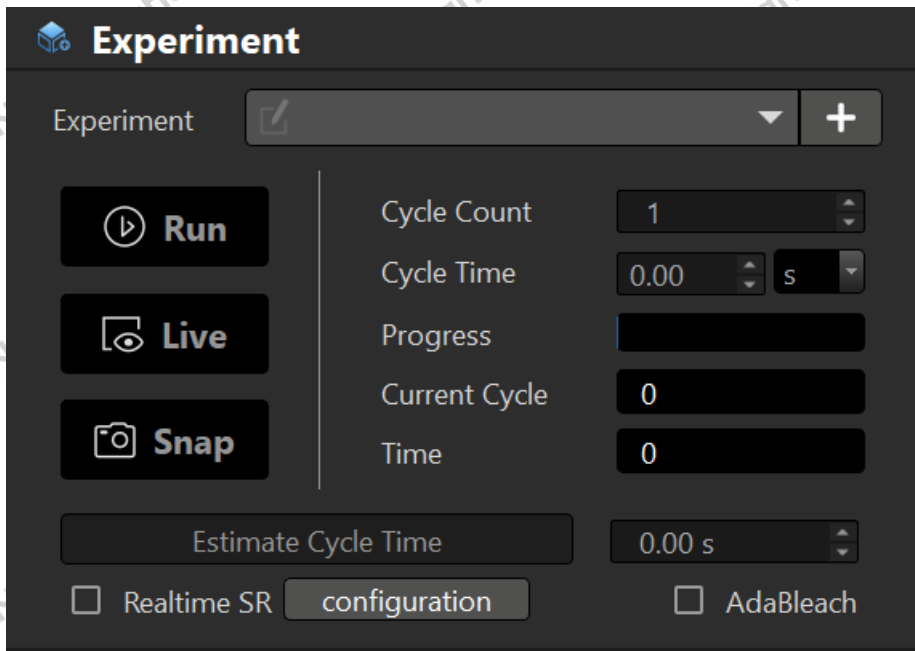 Experiment
Experiment
Run
Live
Snap
Cycle Count 1
Cycle Time 0.00 s
Progress
Current Cycle 0
Time 0
Estimate Cycle Time 0.00 s
Realtime SR configuration AdaBleach